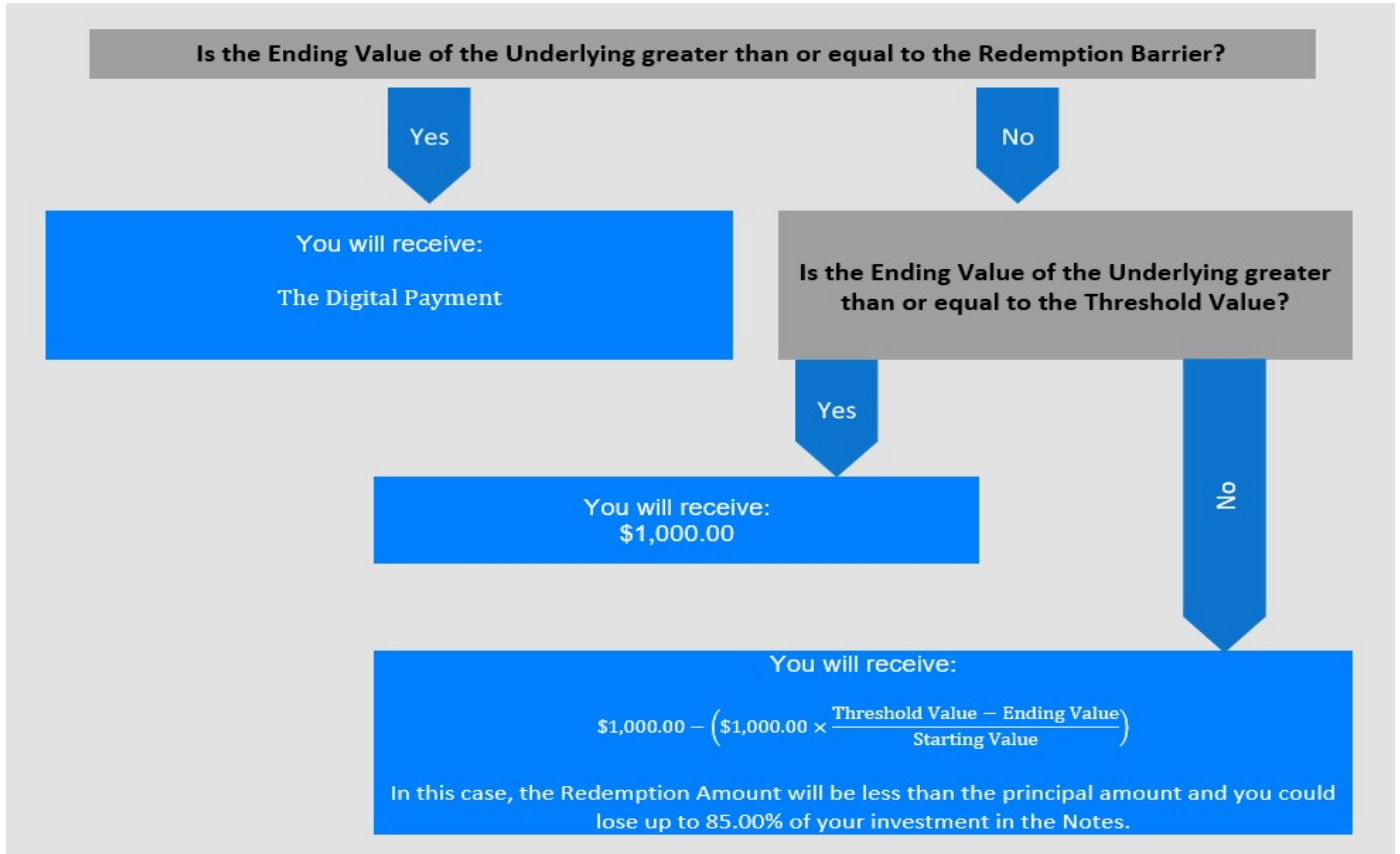 Is the Ending Value of the Underlying greater than or equal to the Redemption Barrier?
Yes
No
You will receive:
The Digital Payment
Is the Ending Value of the Underlying greater
than or equal to the Threshold Value?
Yes
No
You will receive:
$1,000.00
You will receive:
$1,000.00 − ($1,000.00 × (Threshold Value − Ending Value) / Starting Value)
In this case, the Redemption Amount will be less than the principal amount and you could
lose up to 85.00% of your investment in the Notes.